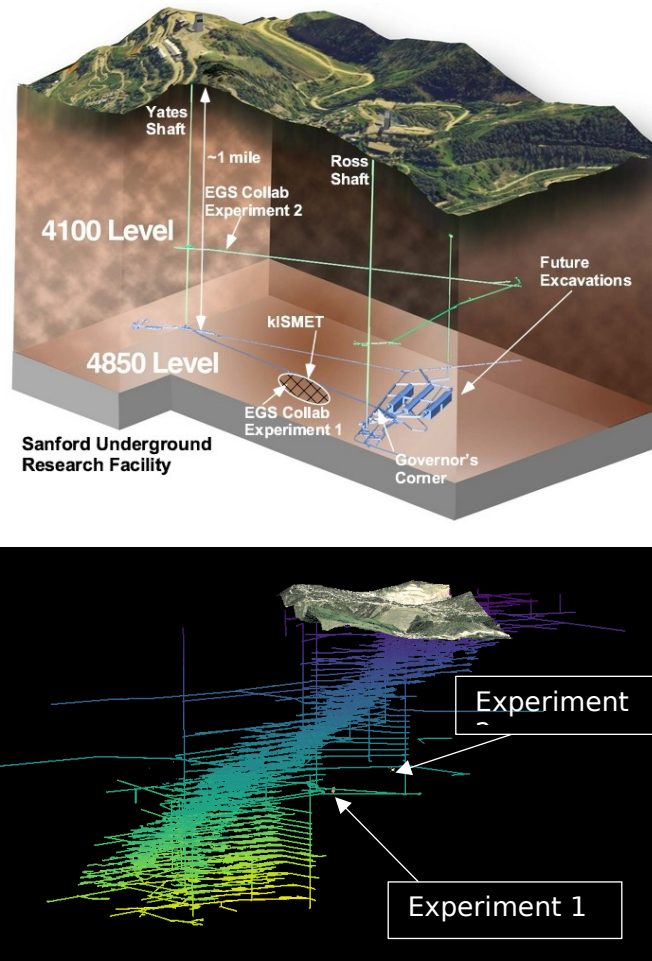 Yates
Shaft
~1 mile
Ross
Shaft
EGS Collab
Experiment 2
4100 Level
Future
Excavations
kISMET
4850 Level
EGS Collab
Experiment 1
Sanford Underground
Research Facility
Governor's
Corner
Experiment
Experiment 1